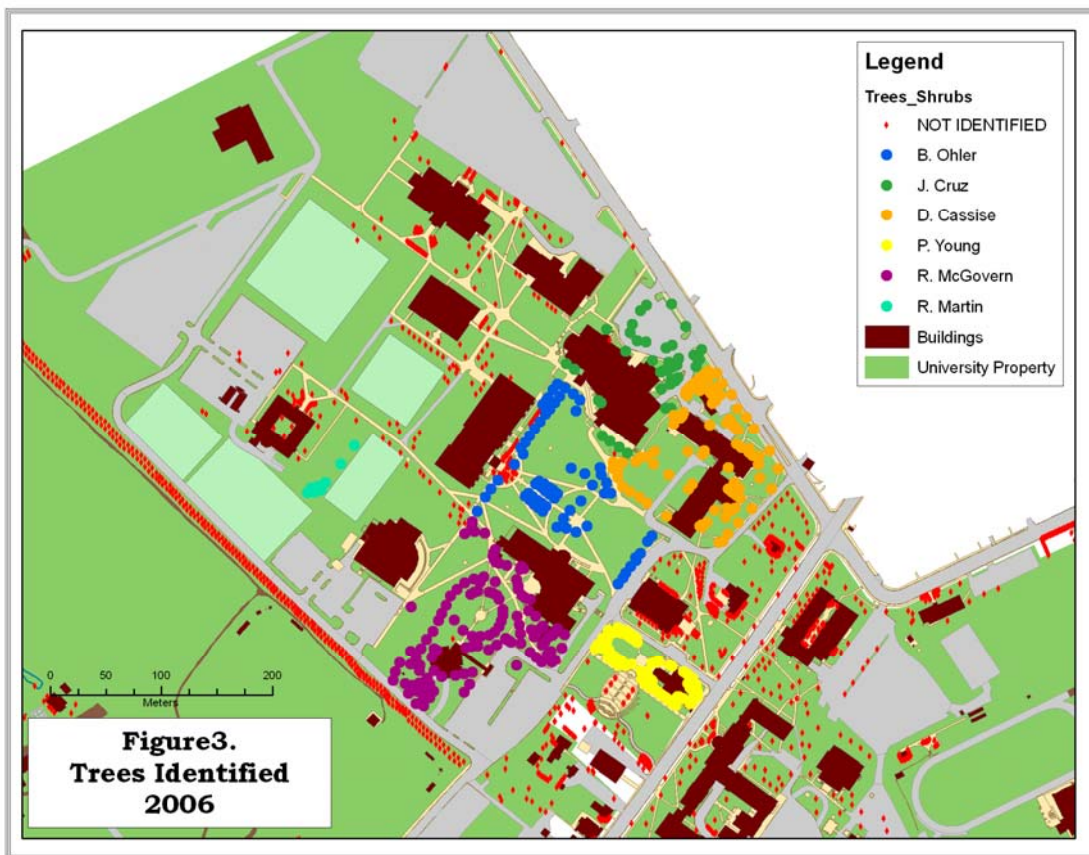 Legend
Trees_Shrubs
NOT IDENTIFIED
B. Ohler
J. Cruz
D. Cassise
P. Young
R. McGovern
R. Martin
Buildings
University Property
0 50 100 200
Meters
Figure3.
Trees Identified
2006